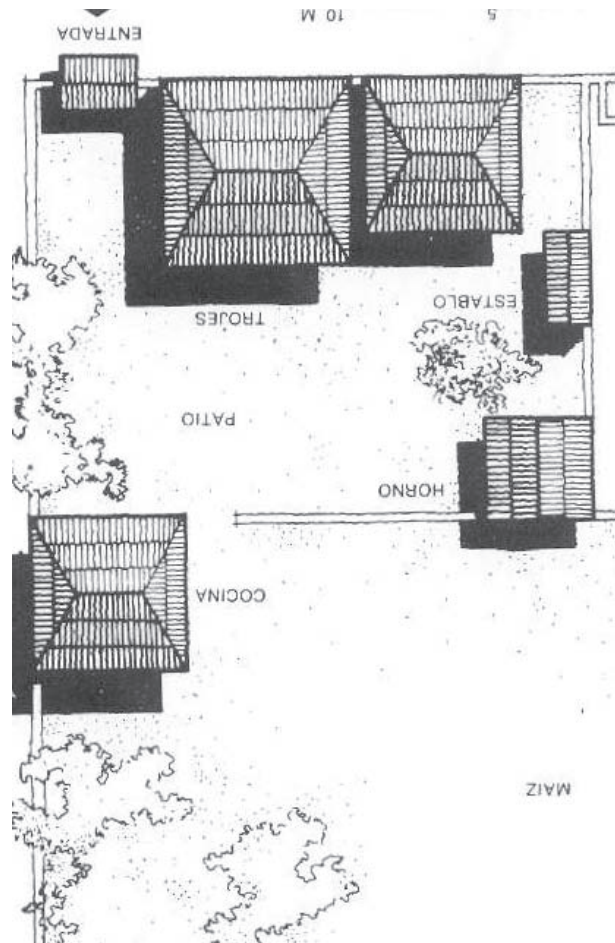 MAIZ
COCINA
HORNO
PATIO
TROJES
ESTABLO
ENTRADA
5 10 M